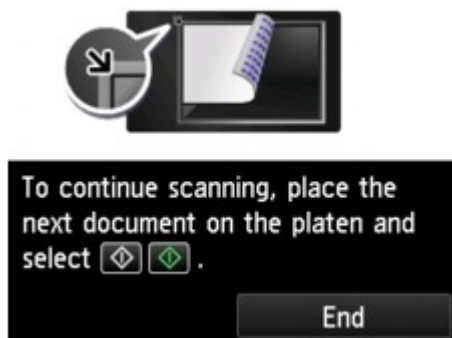 To continue scanning, place the
next document on the platen and
select .
End